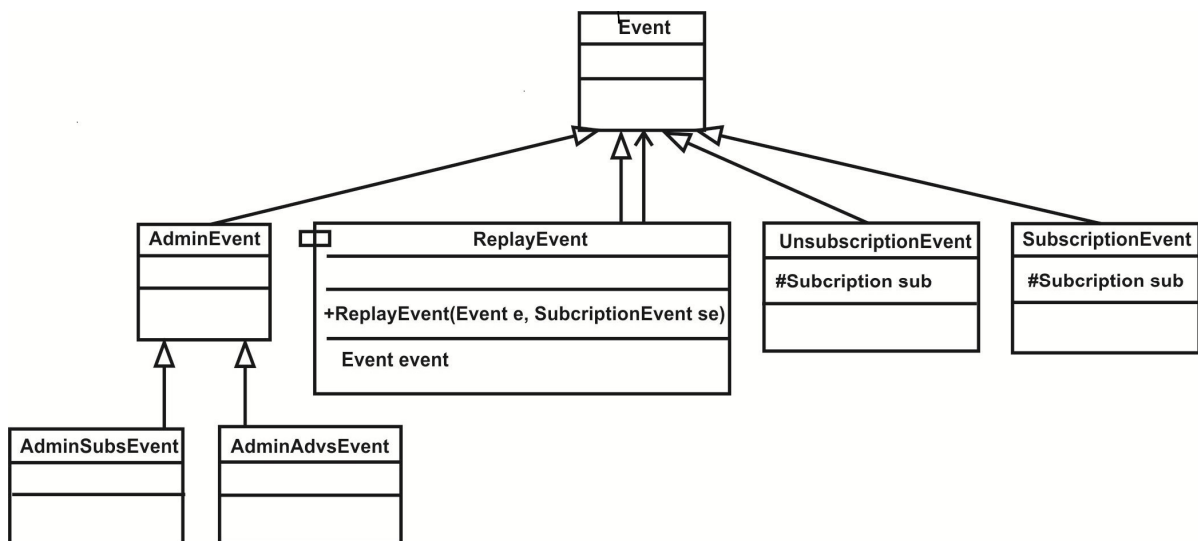 Event
AdminEvent
ReplayEvent
UnsubscriptionEvent
SubscriptionEvent
#Subcription sub
#Subcription sub
+ReplayEvent(Event e, SubcriptionEvent se)
Event event
AdminSubsEvent
AdminAdvsEvent